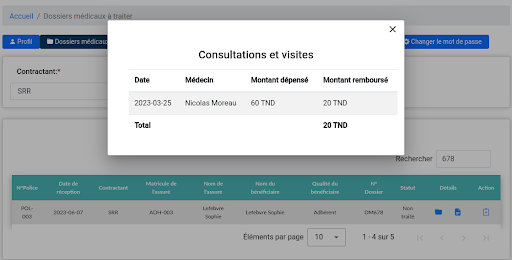 Accueil / Dossiers médicaux à traiter
Profil
Dossiers médicaux
Changer le mot de passe
Contractant:*
SRR
×
Consultations et visites
Date Médecin Montant dépensé Montant remboursé
2023-03-25 Nicolas Moreau 60 TND 20 TND
Total 20 TND
Rechercher 678
N°Police Date de réception Contractant Matricule de l'assuré Nom de l'assuré Nom du bénéficiaire Qualité du bénéficiaire N° Dossier Statut Détails Action
POL-003 2023-06-07 SRR ADH-003 Lefebvre Sophie Lefebvre Sophie Adhérent DM678 Non traité
Éléments par page 10 1 - 4 sur 5